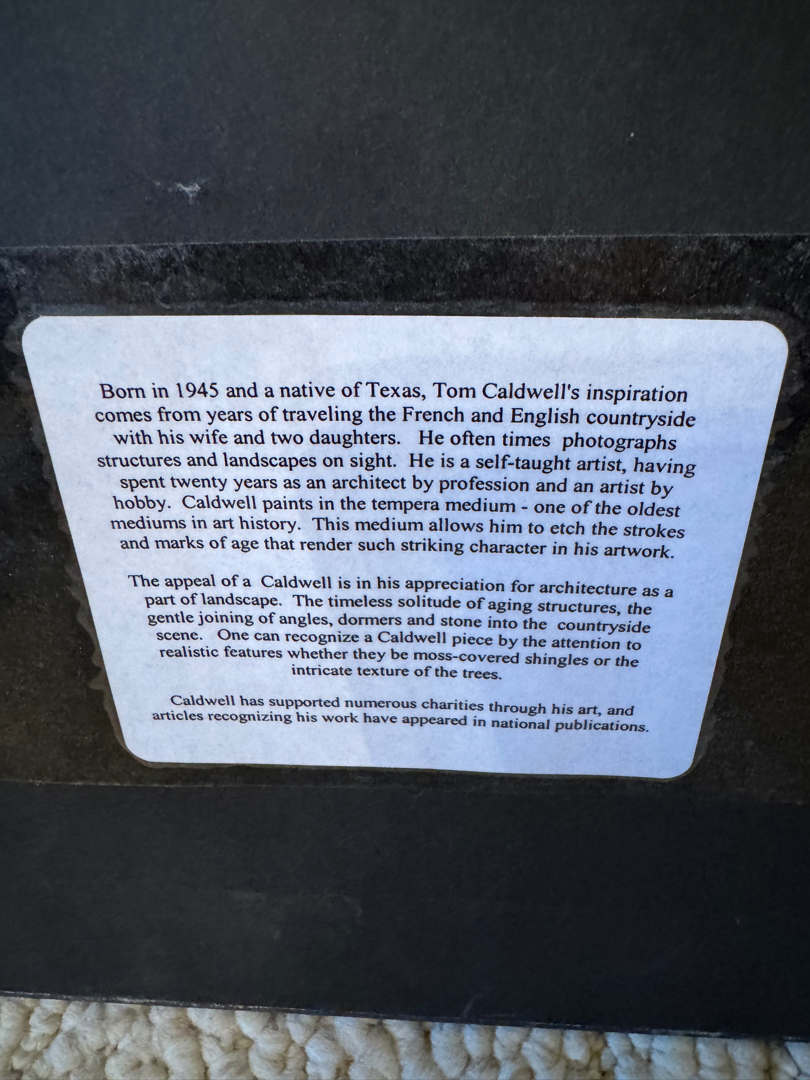 Born in 1945 and a native of Texas, Tom Caldwell's inspiration
comes from years of traveling the French and English countryside
with his wife and two daughters. He often times photographs
structures and landscapes on sight. He is a self-taught artist, having
spent twenty years as an architect by profession and an artist by
hobby. Caldwell paints in the tempera medium - one of the oldest
mediums in art history. This medium allows him to etch the strokes
and marks of age that render such striking character in his artwork.
The appeal of a Caldwell is in his appreciation for architecture as a
part of landscape. The timeless solitude of aging structures, the
gentle joining of angles, dormers and stone into the countryside
scene. One can recognize a Caldwell piece by the attention to
realistic features whether they be moss-covered shingles or the
intricate texture of the trees.
Caldwell has supported numerous charities through his art, and
articles recognizing his work have appeared in national publications.